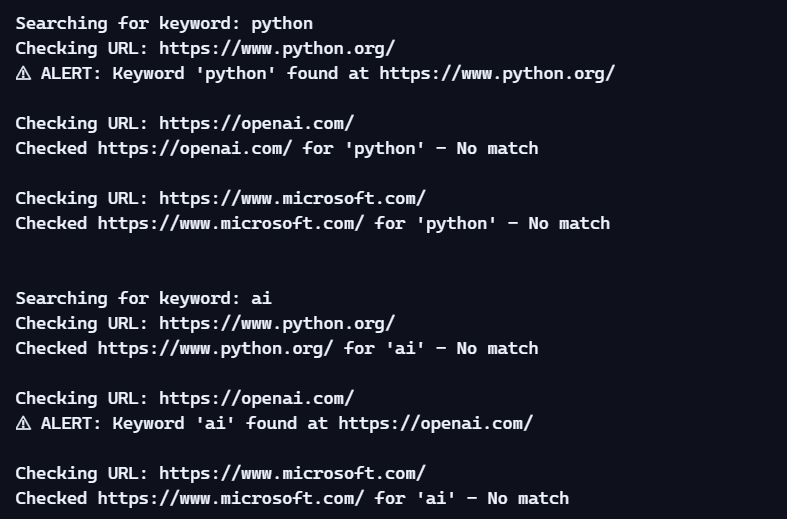 Searching for keyword: python
Checking URL: https://www.python.org/
⚠ ALERT: Keyword 'python' found at https://www.python.org/
Checking URL: https://openai.com/
Checked https://openai.com/ for 'python' – No match
Checking URL: https://www.microsoft.com/
Checked https://www.microsoft.com/ for 'python' – No match
Searching for keyword: ai
Checking URL: https://www.python.org/
Checked https://www.python.org/ for 'ai' – No match
Checking URL: https://openai.com/
⚠ ALERT: Keyword 'ai' found at https://openai.com/
Checking URL: https://www.microsoft.com/
Checked https://www.microsoft.com/ for 'ai' – No match